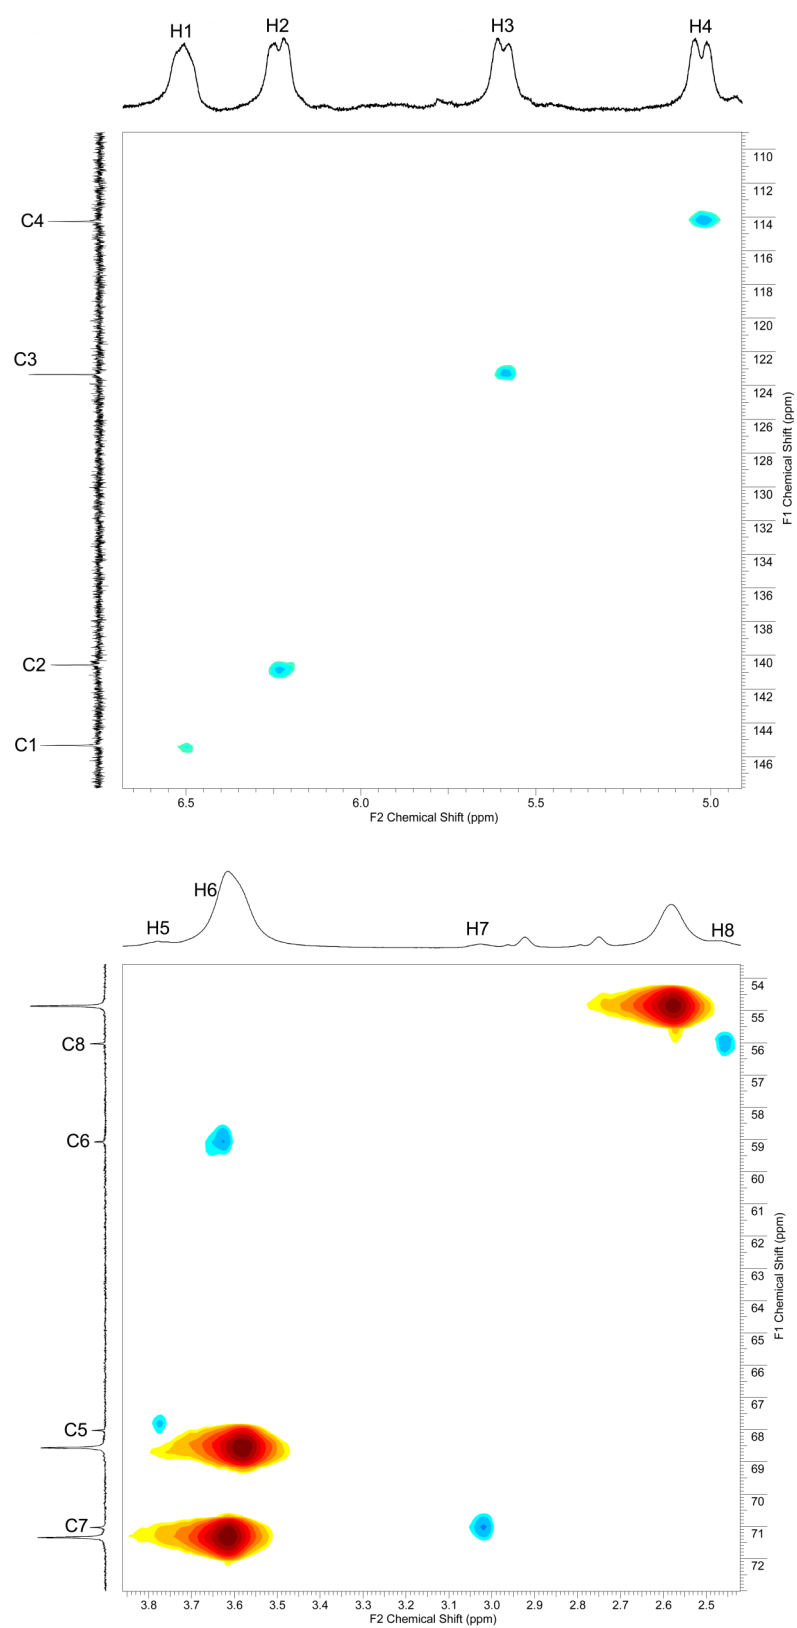 H1 H2 H3 H4
110
112
C4
114
116
118
120
122
C3
124
126
F1 Chemical Shift (ppm)
128
130
132
134
136
138
C2
140
142
C1
144
146
6.5 6.0 5.5 5.0
F2 Chemical Shift (ppm)
H5 H6 H7 H8
54
55
C8
56
57
58
C6
59
60
61
62
F1 Chemical Shift (ppm)
63
64
65
66
67
C5
68
69
70
C7
71
72
3.8 3.7 3.6 3.5 3.4 3.3 3.2 3.1 3.0 2.9 2.8 2.7 2.6 2.5
F2 Chemical Shift (ppm)